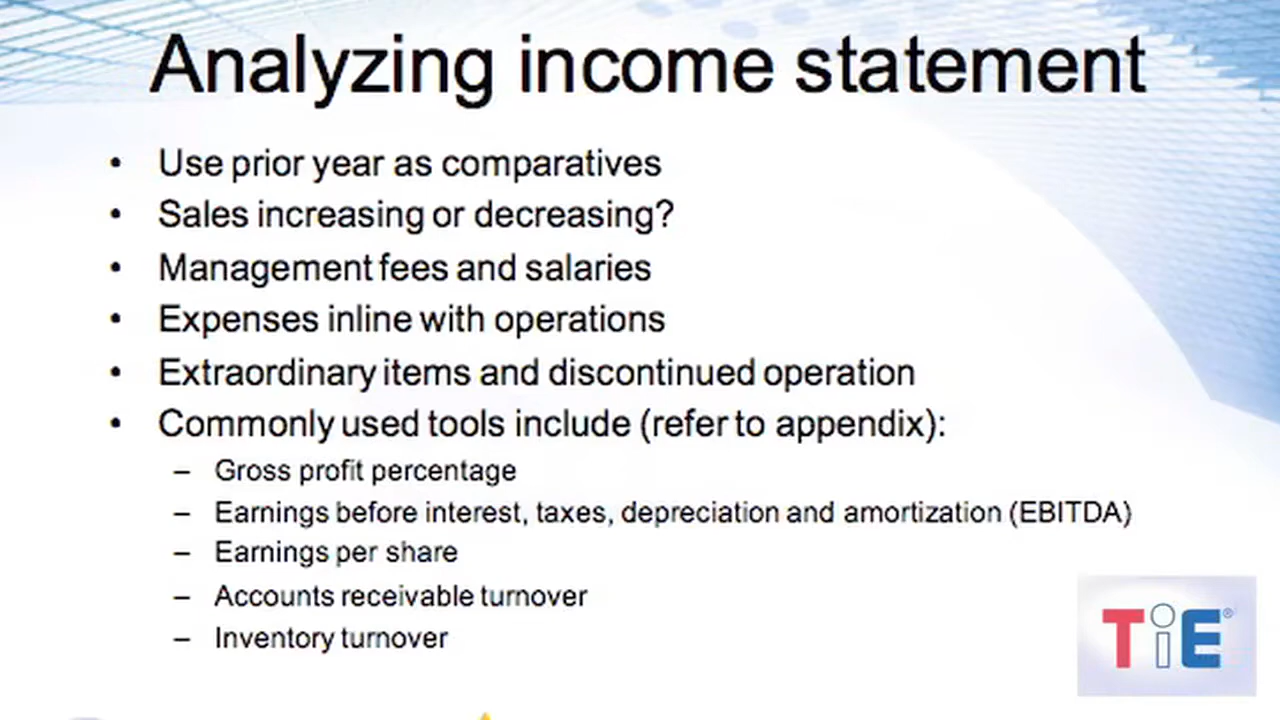 Analyzing income statement
• Use prior year as comparatives
• Sales increasing or decreasing?
• Management fees and salaries
• Expenses inline with operations
• Extraordinary items and discontinued operation
• Commonly used tools include (refer to appendix):
– Gross profit percentage
– Earnings before interest, taxes, depreciation and amortization (EBITDA)
– Earnings per share
– Accounts receivable turnover
– Inventory turnover
TiE®